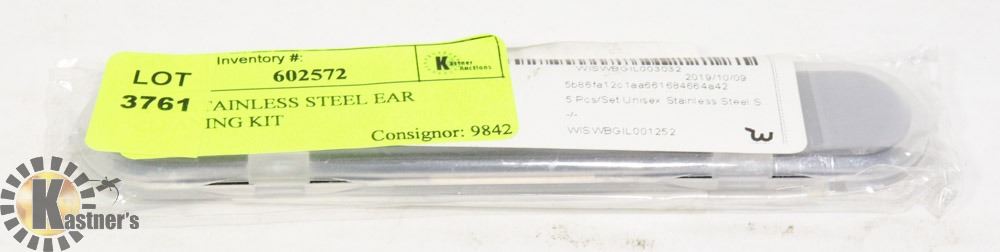 Inventory #:
602572
Kastner
Auctions
LOT
3761
TAINLESS STEEL EAR
ING KIT
Consignor: 9842
WISWBGIL003032
2019/10/09
5b86fa12c1aa661684664a42
5 Pcs/Set Unisex Stainless Steel S
-/-
WISWBGIL001252
Kastner's